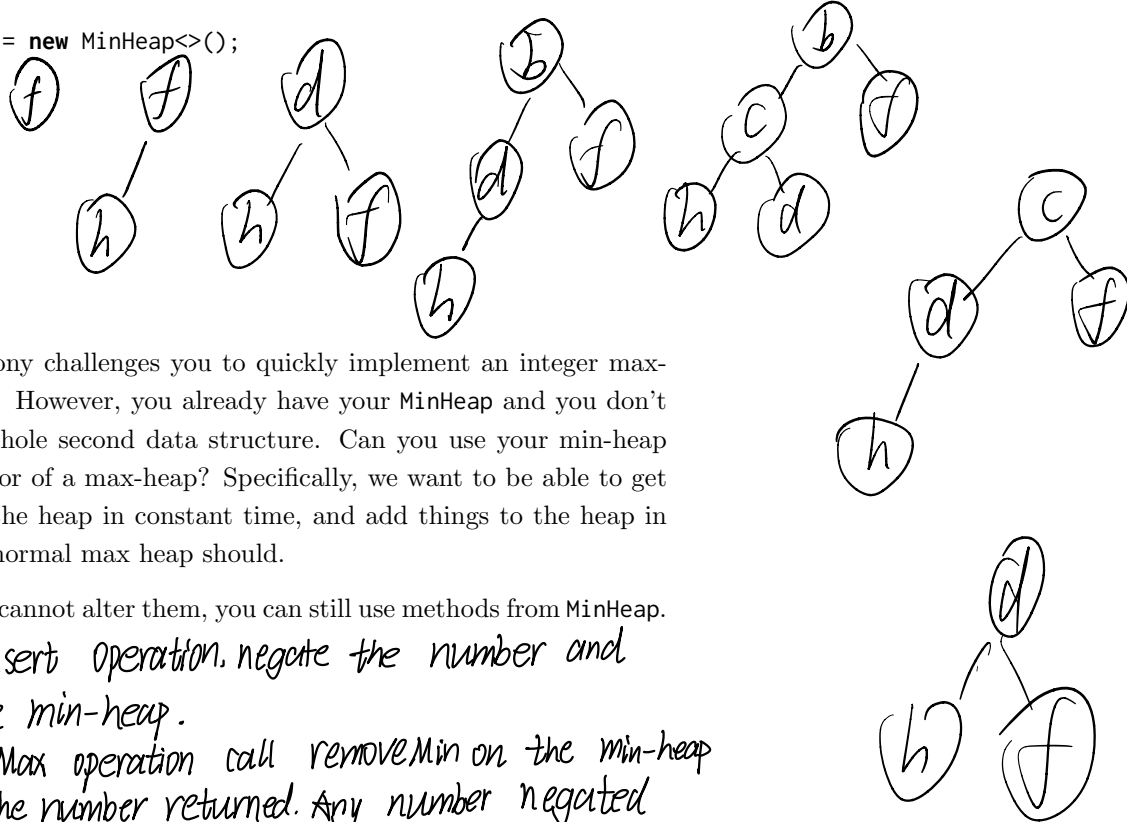 = new MinHeap<>();
f
f
h
d
h
f
b
d
f
h
b
c
f
h
d
c
d
f
h
ony challenges you to quickly implement an integer max-
However, you already have your MinHeap and you don't
hole second data structure. Can you use your min-heap
or of a max-heap? Specifically, we want to be able to get
he heap in constant time, and add things to the heap in
normal max heap should.
cannot alter them, you can still use methods from MinHeap.
d
h
f
sert operation, negate the number and
e min-heap.
Max operation call removeMin on the min-heap
he number returned. Any number negated